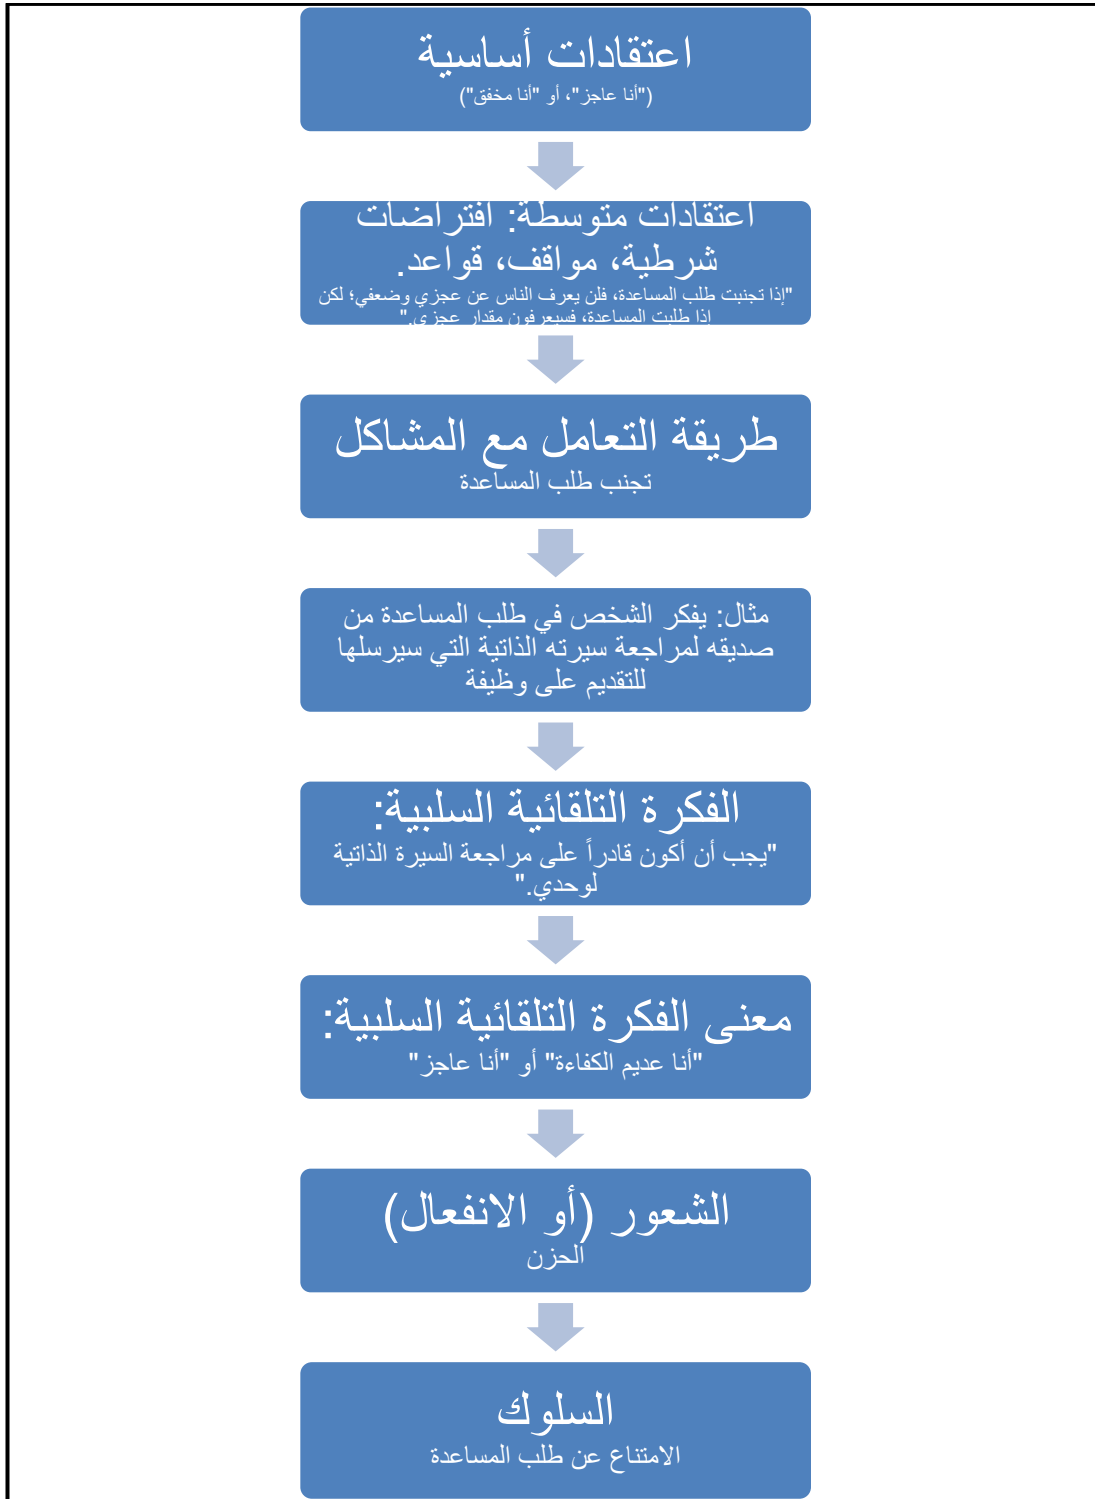 اعتقادات أساسية
("أنا عاجز"، أو "أنا مخفق")
اعتقادات متوسطة: افتراضات
شرطية، مواقف، قواعد.
"إذا تجنبت طلب المساعدة، فلن يعرف الناس عن عجزي وضعفي؛ لكن
إذا طلبت المساعدة، فسيعرفون مقدار عجزي."
طريقة التعامل مع المشاكل
تجنب طلب المساعدة
مثال: يفكر الشخص في طلب المساعدة من
صديقه لمراجعة سيرته الذاتية التي سيرسلها
للتقديم على وظيفة
الفكرة التلقائية السلبية:
"يجب أن أكون قادراً على مراجعة السيرة الذاتية
لوحدي."
معنى الفكرة التلقائية السلبية:
"أنا عديم الكفاءة" أو "أنا عاجز"
الشعور (أو الانفعال)
الحزن
السلوك
الامتناع عن طلب المساعدة